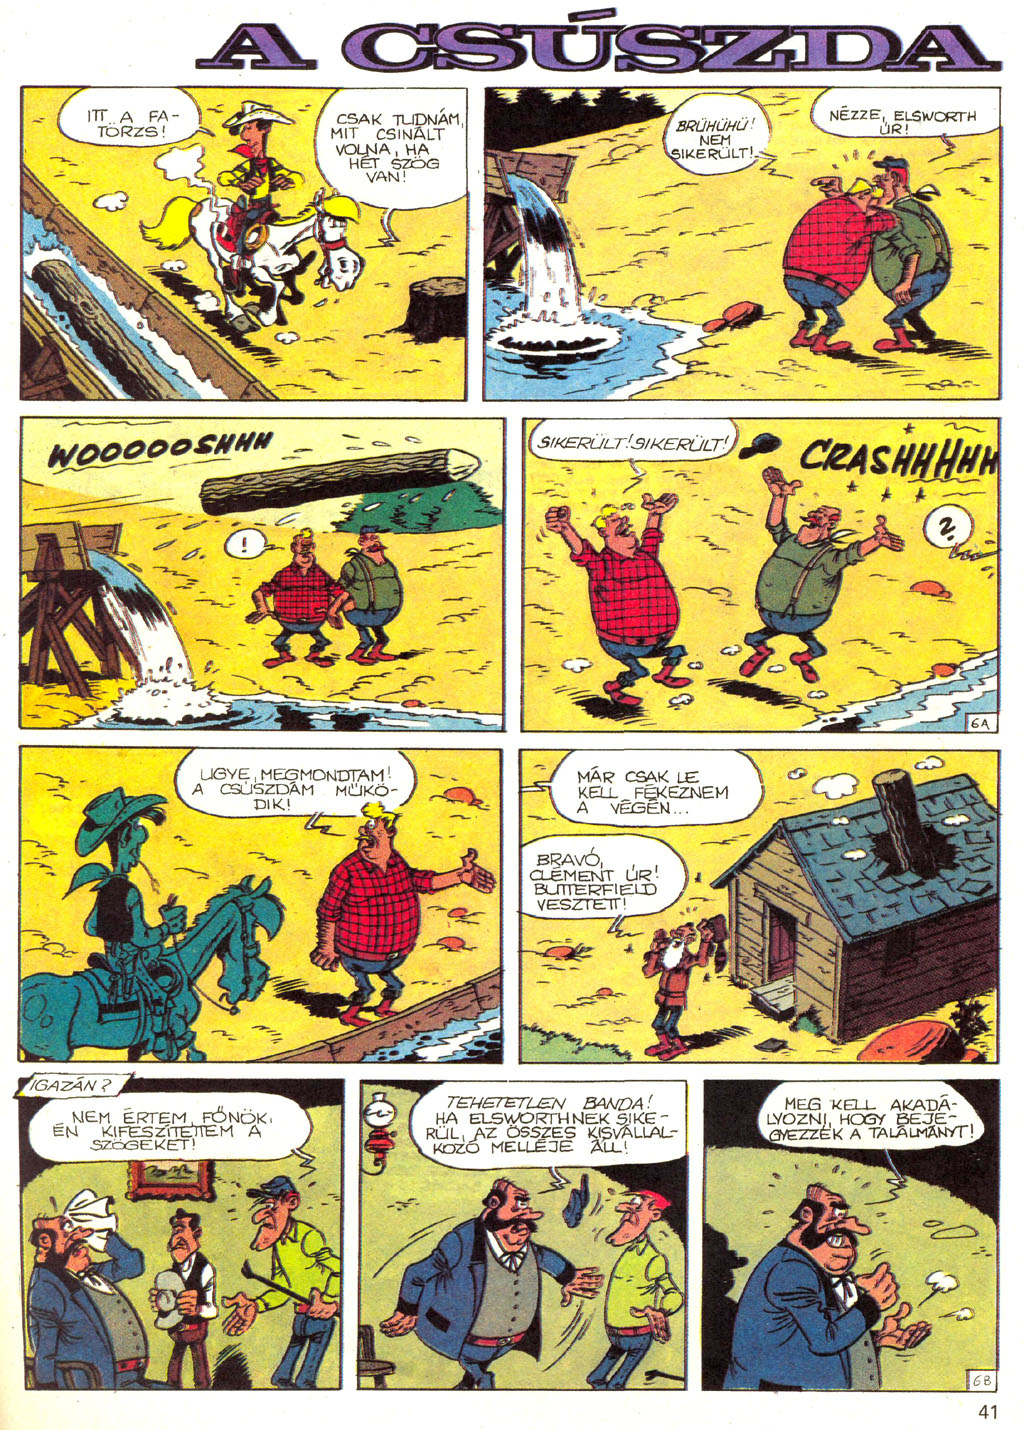 A CSÚSZDA
ITT.. A FA-
TÖRZS!
CSAK TUDNÁM,
MIT CSINÁLT
VOLNA, HA
HÉT SZÖG
VAN!
BRÜHÜHÜ!
NEM
SIKERÜLT!
NÉZZE, ELSWORTH
ÚR!
WOOOOOSHHH
!
SIKERÜLT! SIKERÜLT!
CRASHHHHHH
?
6A
UGYE, MEGMONDTAM!
A CSÚSZDÁM MŰKÖ-
DIK!
MÁR CSAK LE
KELL FÉKEZNEM
A VÉGÉN...
BRAVÓ,
CLÉMENT ÚR!
BUTTERFIELD
VESZTETT!
IGAZÁN?
NEM ÉRTEM, FŐNÖK,
ÉN KIFESZÍTETTEM A
SZÖGEKET!
TEHETETLEN BANDA!
HA ELSWORTHNEK SIKE-
RÜL, AZ ÖSSZES KISVÁLLAL-
KOZÓ MELLÉJE ÁLL!
MEG KELL AKADÁ-
LYOZNI, HOGY BEJE-
GYEZZÉK A TALÁLMÁNYT!
6B
41